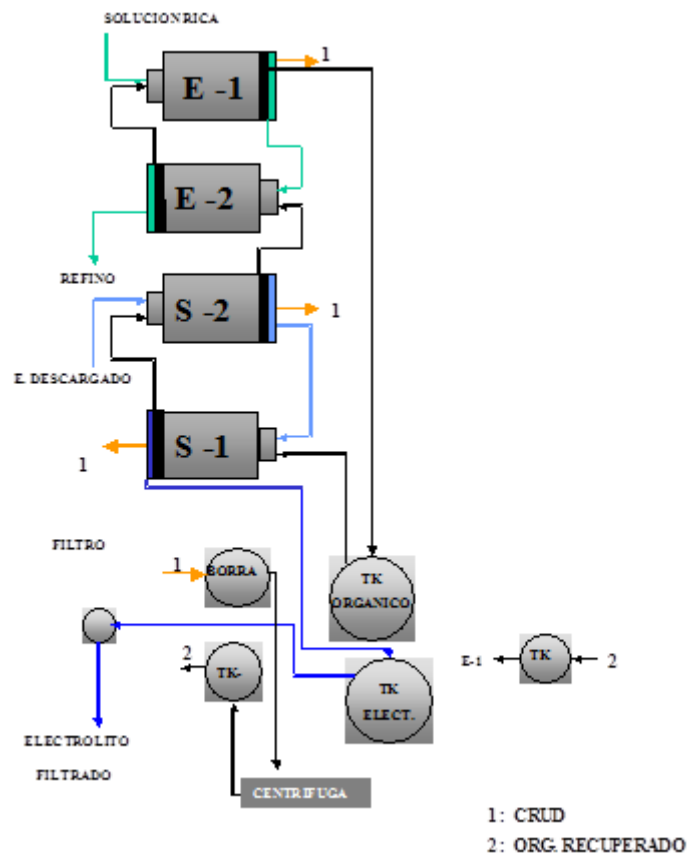 SOLUCION RICA
1
E -1
E -2
REFINO
S -2
1
E. DESCARGADO
S -1
1
FILTRO
1
BORRA
TK
ORGANICO
2
TK-
E-1
TK
2
TK
ELECT.
ELECTROLITO
FILTRADO
CENTRIFUGA
1: CRUD
2: ORG. RECUPERADO